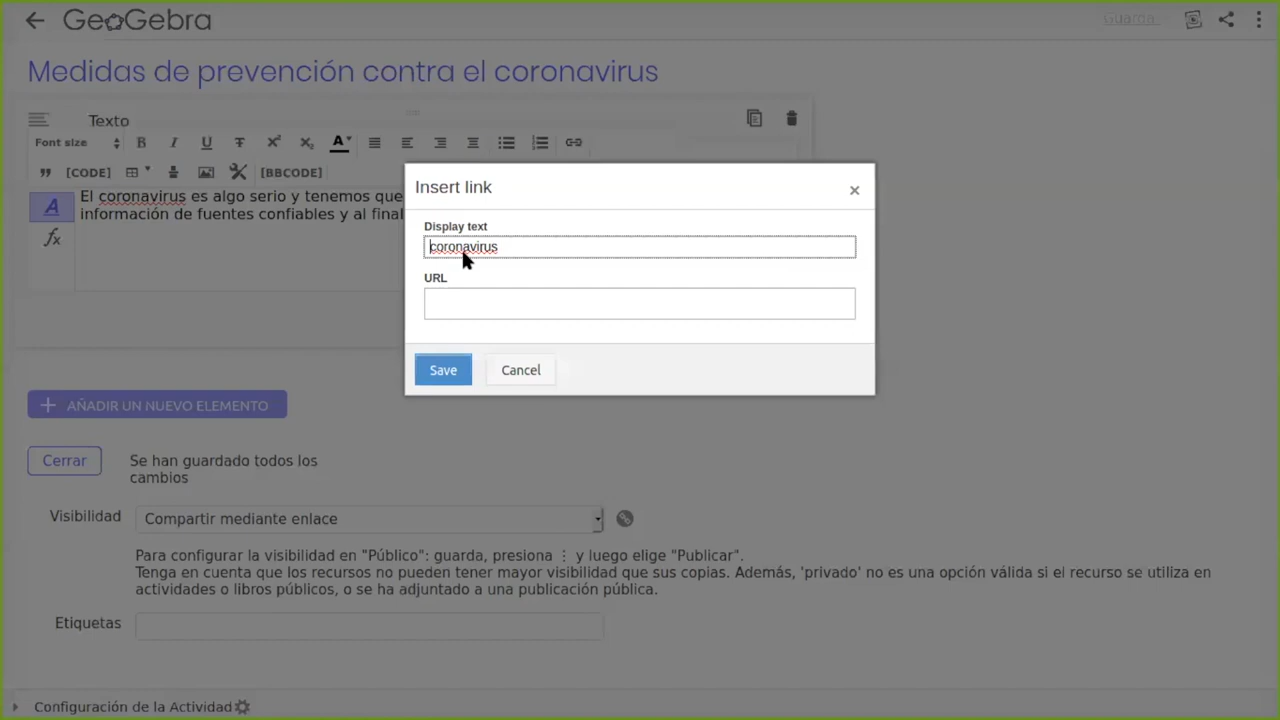 GeoGebra
Guarda
Medidas de prevención contra el coronavirus
Texto
Font size B I U T X² X₂ A
[CODE] [BBCODE]
A El coronavirus es algo serio y tenemos que
información de fuentes confiables y al final
fx
Insert link ×
Display text
coronavirus
URL
Save Cancel
+ AÑADIR UN NUEVO ELEMENTO
Cerrar Se han guardado todos los
cambios
Visibilidad Compartir mediante enlace
Para configurar la visibilidad en "Público": guarda, presiona ⋮ y luego elige "Publicar".
Tenga en cuenta que los recursos no pueden tener mayor visibilidad que sus copias. Además, 'privado' no es una opción válida si el recurso se utiliza en
actividades o libros públicos, o se ha adjuntado a una publicación pública.
Etiquetas
Configuración de la Actividad